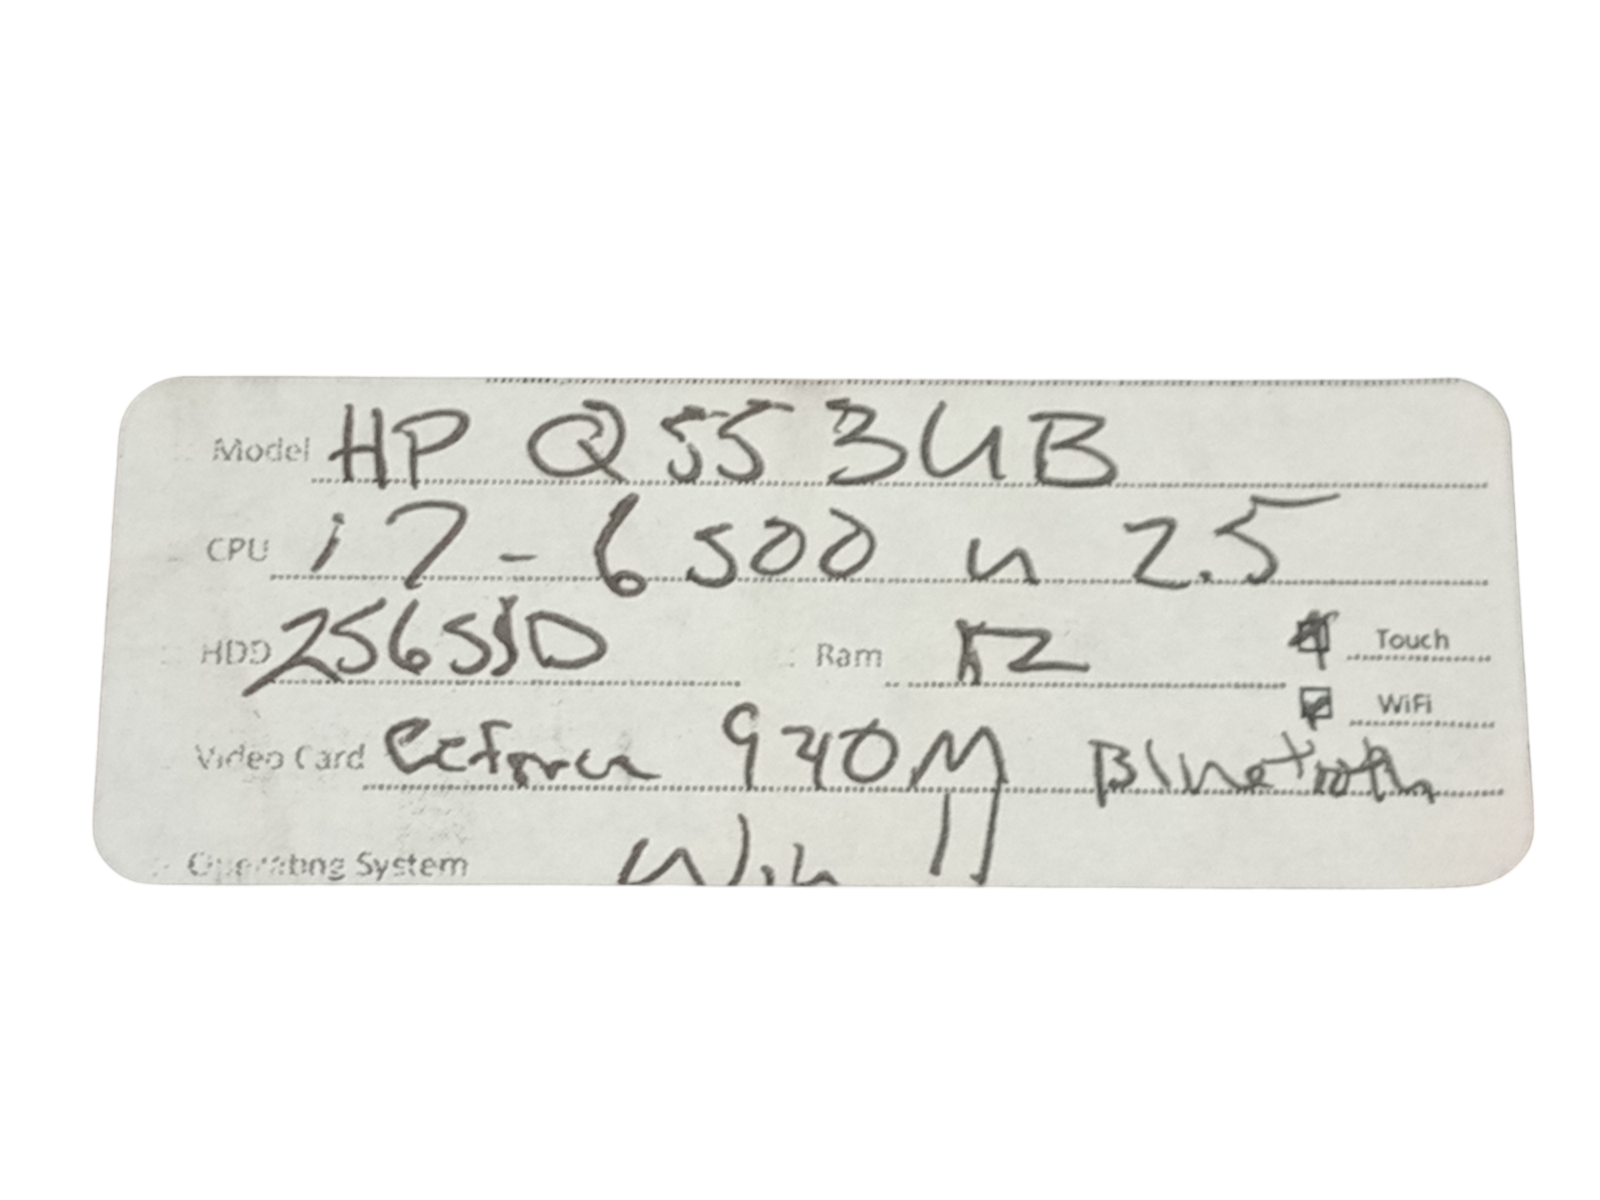 Model HP Q553UB
CPU i7-6500u 2.5
HDD 256SSD Ram 12 Touch
WiFi
Video Card Geforce 940M Bluetooth
Operating System Win 11